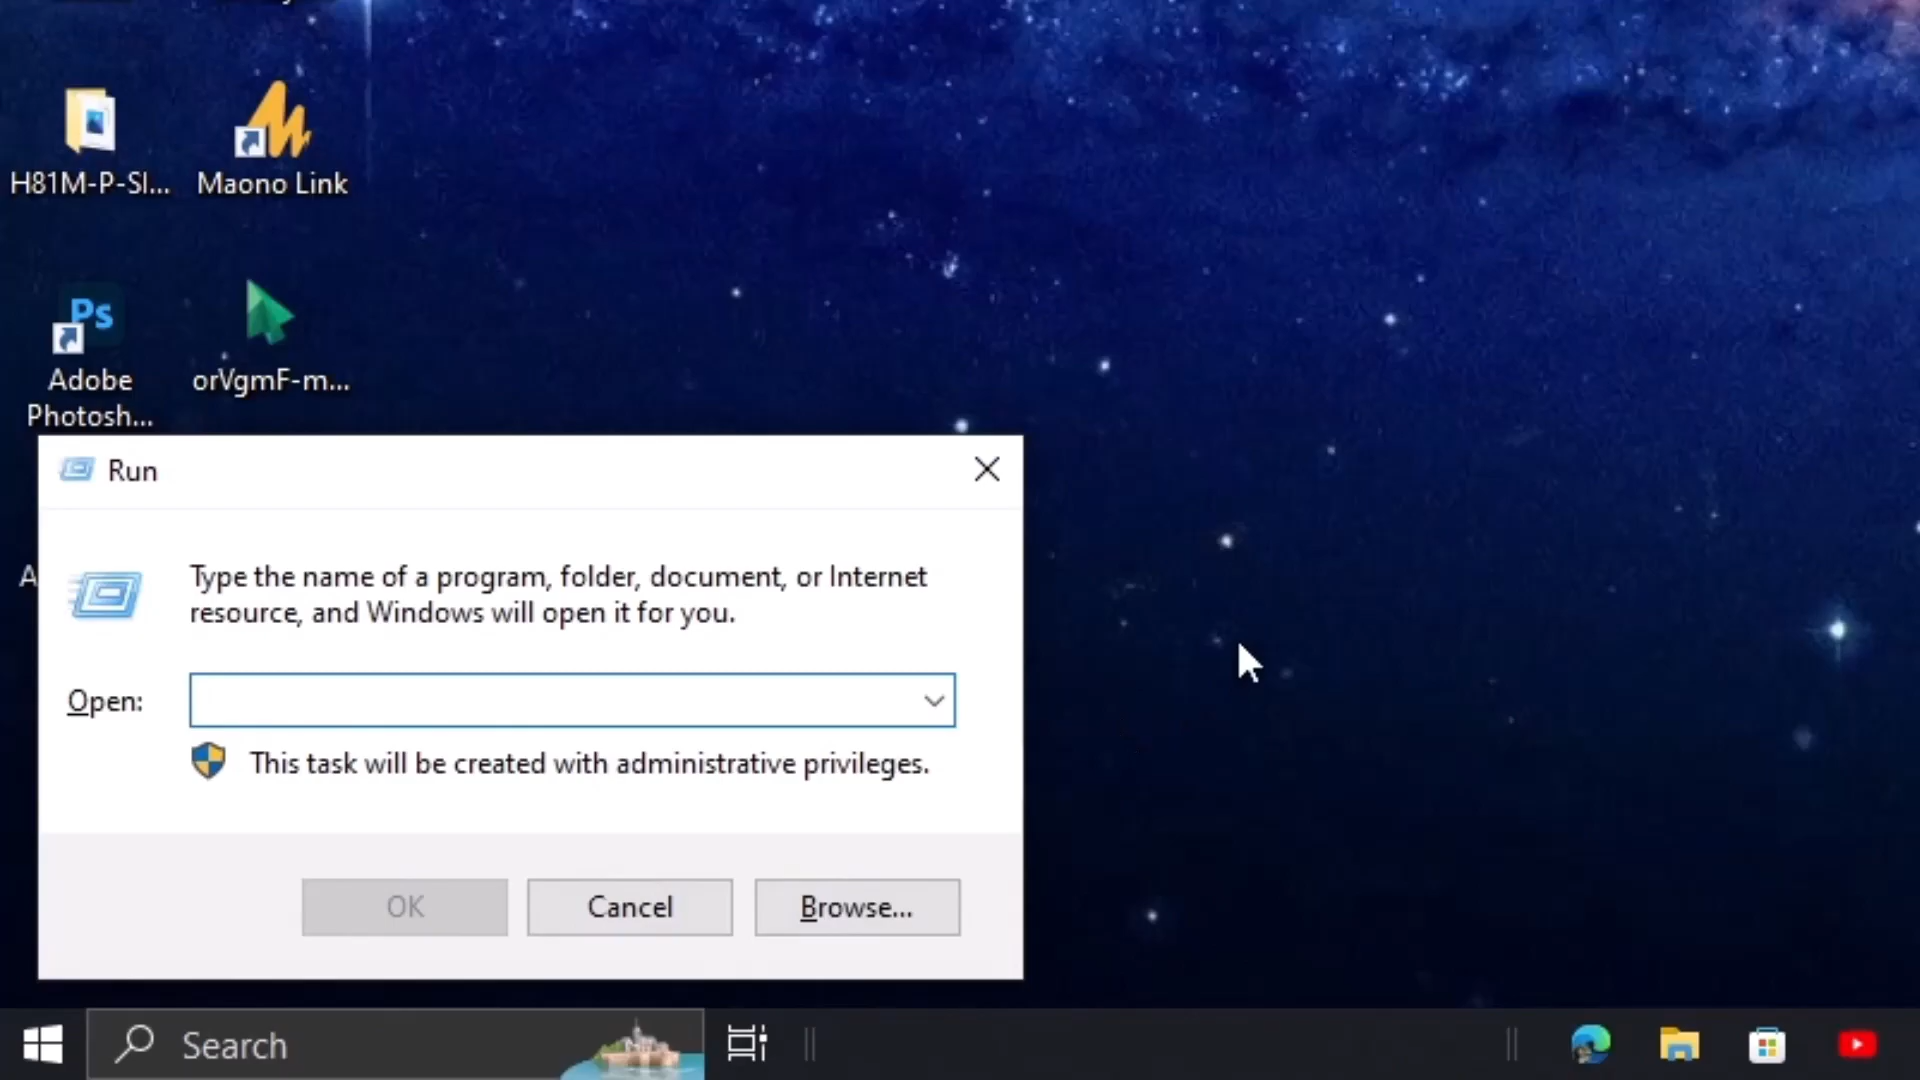 H81M-P-SI...
Maono Link
Ps
Adobe
Photosh...
orVgmF-m...
Run
Type the name of a program, folder, document, or Internet
resource, and Windows will open it for you.
Open:
This task will be created with administrative privileges.
OK
Cancel
Browse...
Search